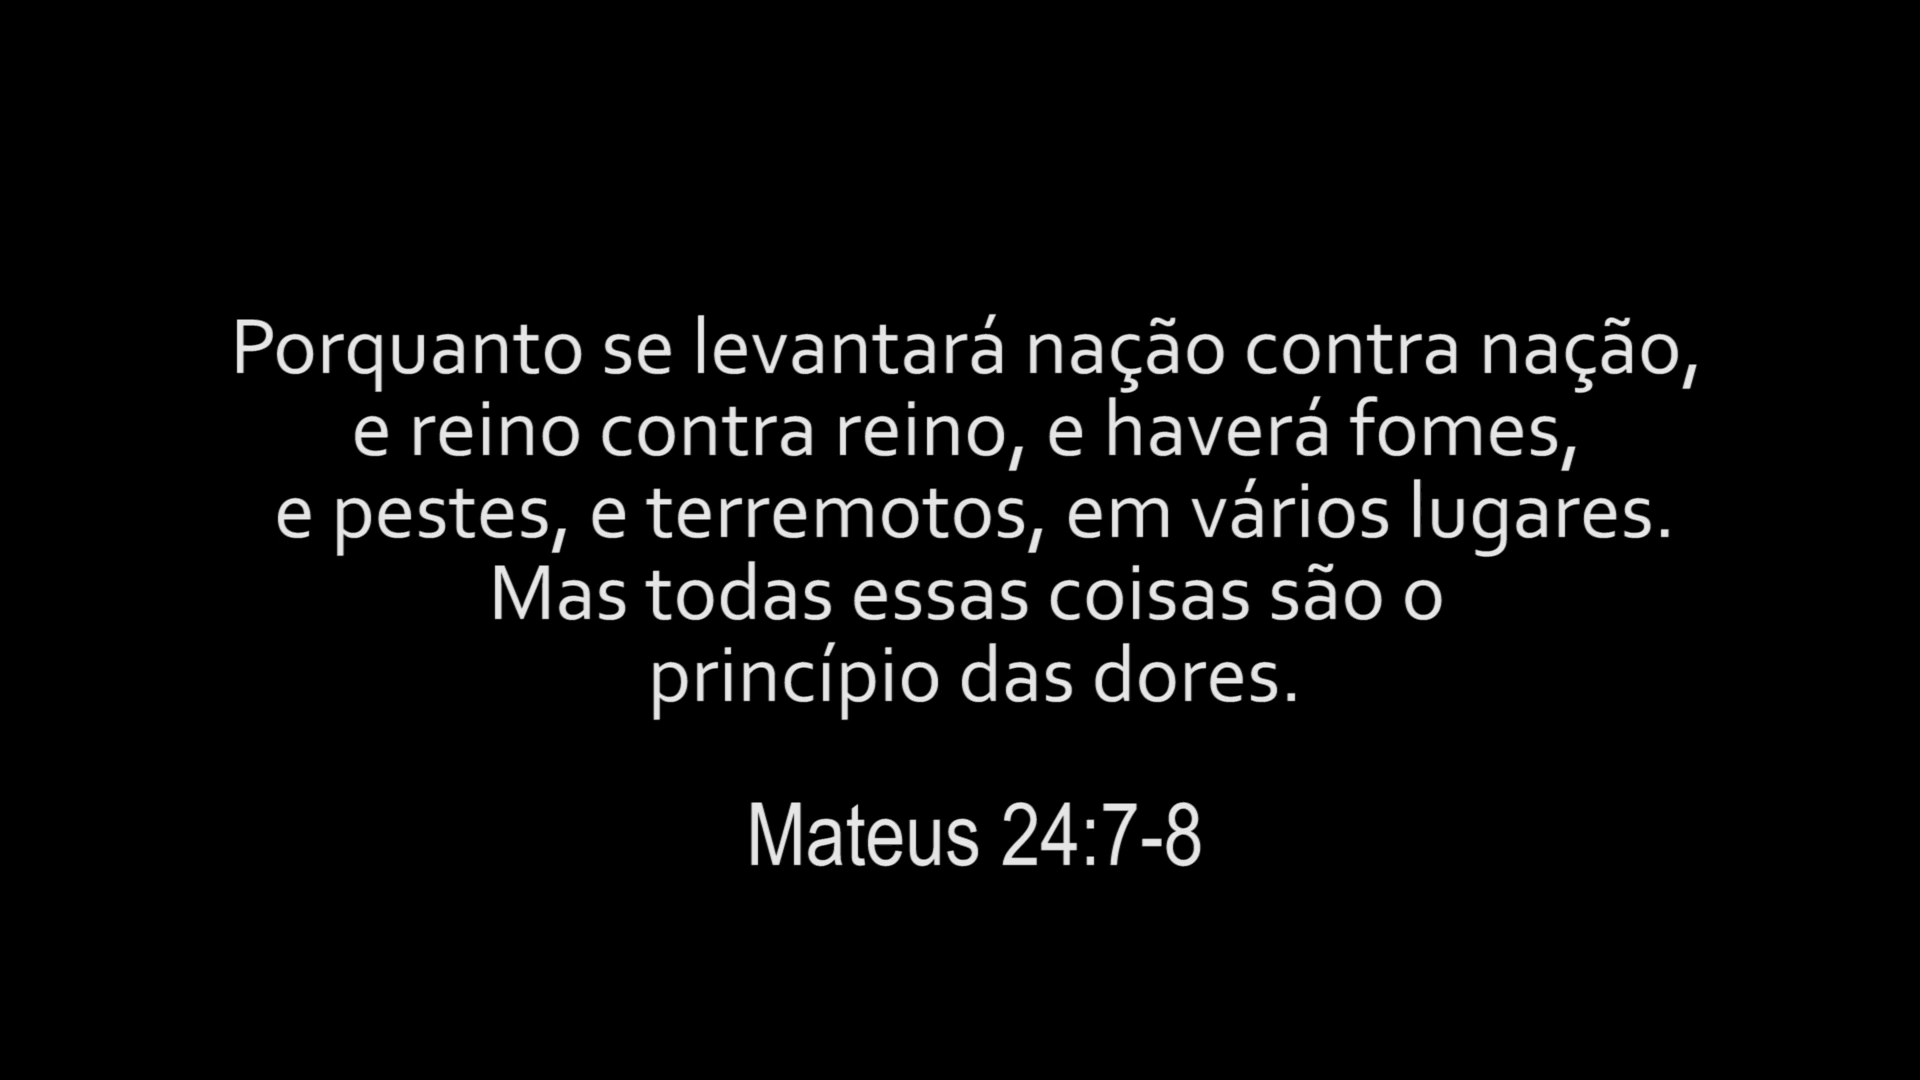 Porquanto se levantará nação contra nação,
e reino contra reino, e haverá fomes,
e pestes, e terremotos, em vários lugares.
Mas todas essas coisas são o
princípio das dores.
Mateus 24:7-8